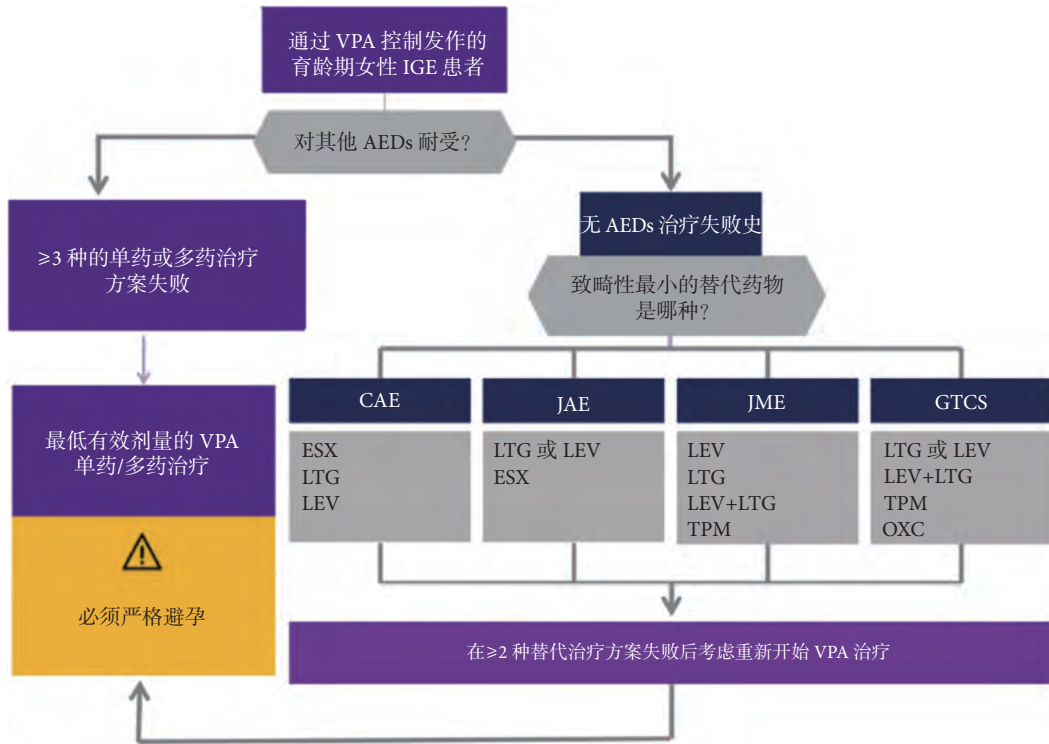 通过 VPA 控制发作的
育龄期女性 IGE 患者
对其他 AEDs 耐受？
≥3 种的单药或多药治疗
方案失败
无 AEDs 治疗失败史
致畸性最小的替代药物
是哪种？
最低有效剂量的 VPA
单药/多药治疗
必须严格避孕
CAE
ESX
LTG
LEV
JAE
LTG 或 LEV
ESX
JME
LEV
LTG
LEV+LTG
TPM
GTCS
LTG 或 LEV
LEV+LTG
TPM
OXC
在≥2 种替代治疗方案失败后考虑重新开始 VPA 治疗